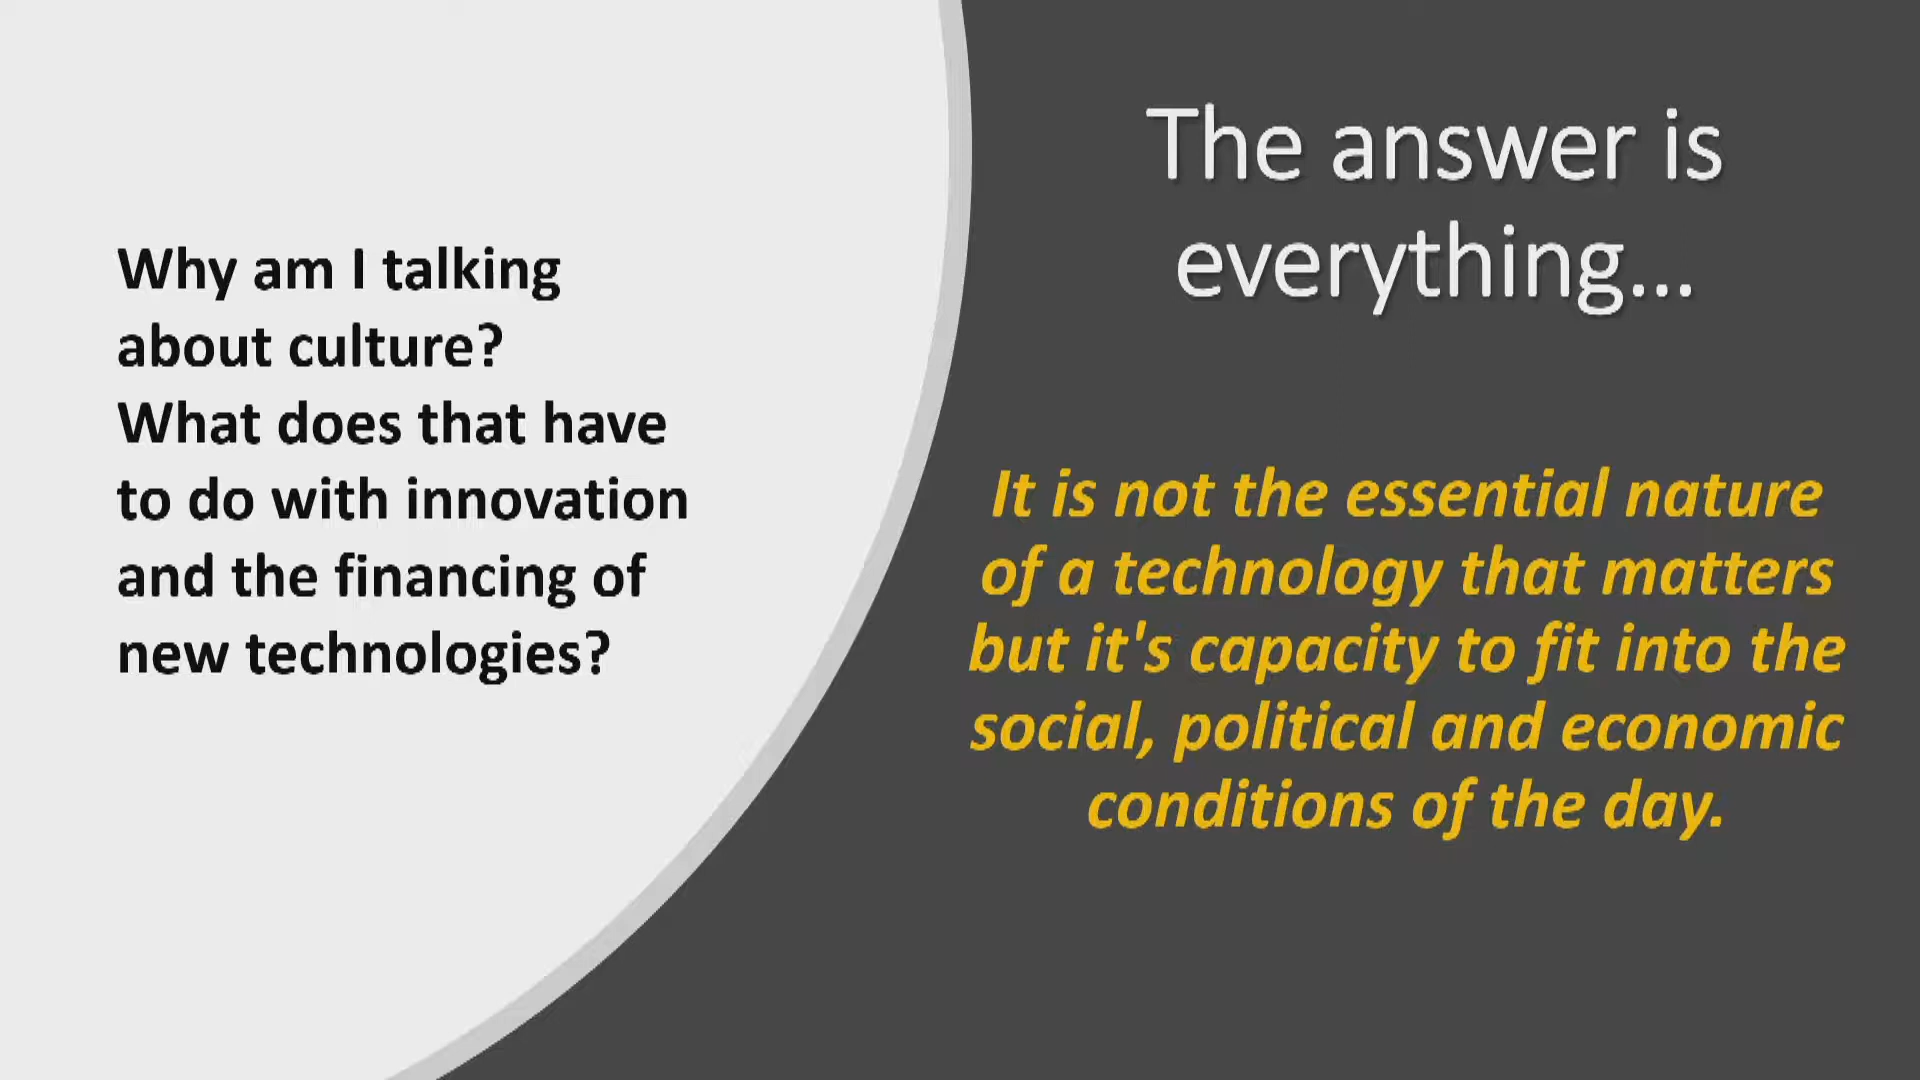 Why am I talking
about culture?
What does that have
to do with innovation
and the financing of
new technologies?
The answer is
everything...
It is not the essential nature
of a technology that matters
but it's capacity to fit into the
social, political and economic
conditions of the day.